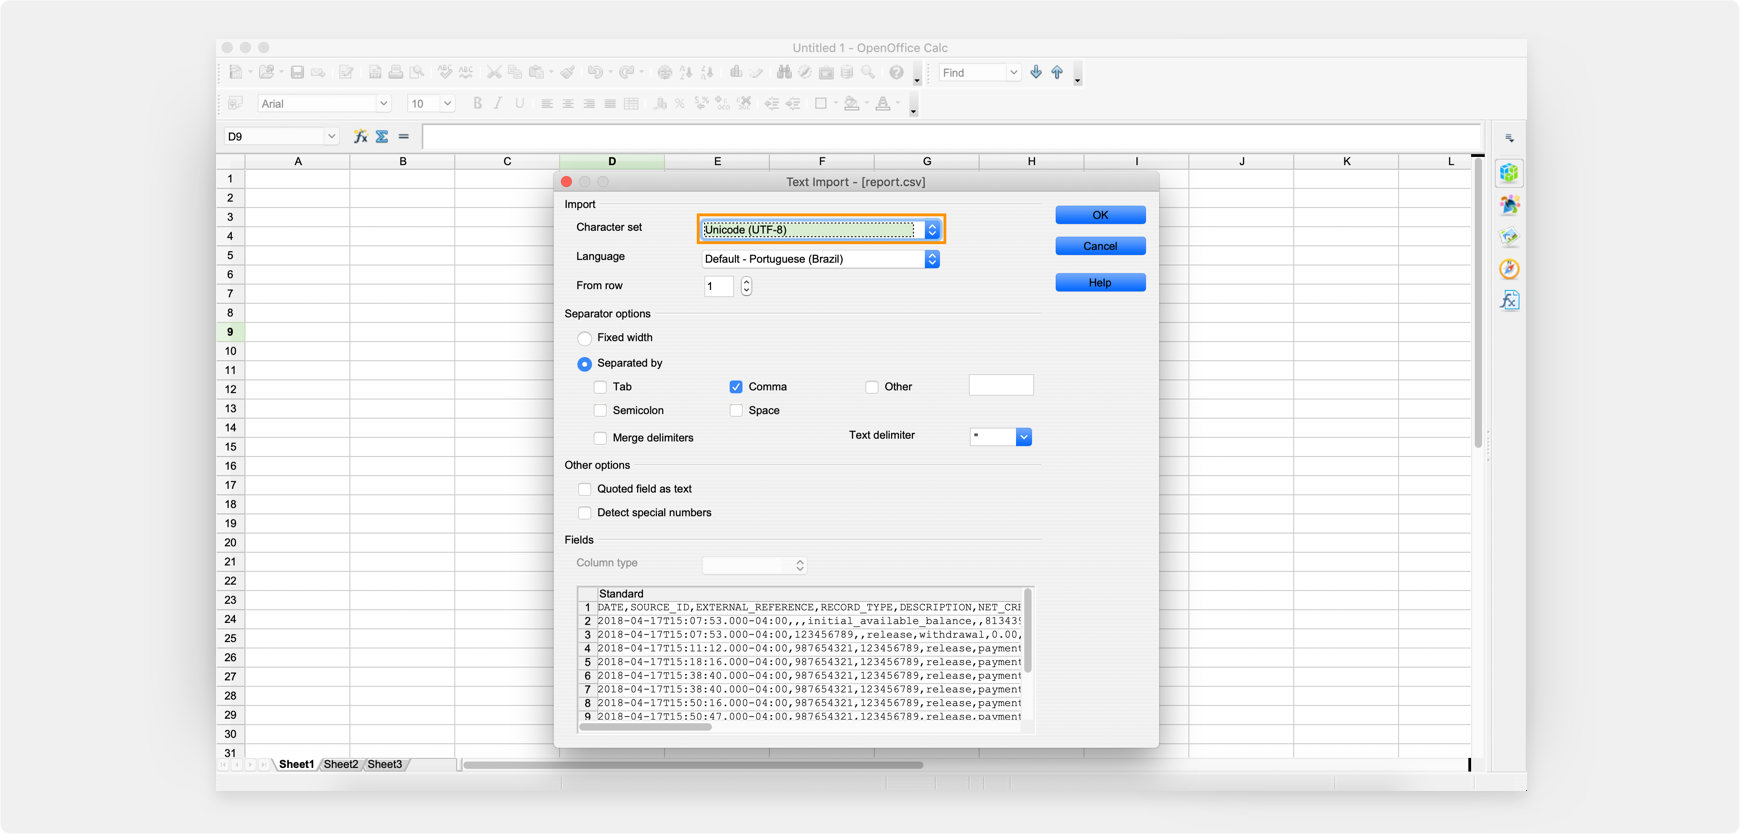 Untitled 1 - OpenOffice Calc
Find
Arial 10 B I U
D9
A B C D E F G H I J K L
1
2
3
4
5
6
7
8
9
10
11
12
13
14
15
16
17
18
19
20
21
22
23
24
25
26
27
28
29
30
31
Text Import - [report.csv]
Import
Character set Unicode (UTF-8)
Language Default - Portuguese (Brazil)
From row 1
OK
Cancel
Help
Separator options
Fixed width
Separated by
Tab Comma Other
Semicolon Space
Merge delimiters Text delimiter "
Other options
Quoted field as text
Detect special numbers
Fields
Column type
Standard
1 DATE,SOURCE_ID,EXTERNAL_REFERENCE,RECORD_TYPE,DESCRIPTION,NET_CRE
2 2018-04-17T15:07:53.000-04:00,,,initial_available_balance,,813439
3 2018-04-17T15:07:53.000-04:00,123456789,,release,withdrawal,0.00,
4 2018-04-17T15:11:12.000-04:00,987654321,123456789,release,payment
5 2018-04-17T15:18:16.000-04:00,987654321,123456789,release,payment
6 2018-04-17T15:38:40.000-04:00,987654321,123456789,release,payment
7 2018-04-17T15:38:40.000-04:00,987654321,123456789,release,payment
8 2018-04-17T15:50:16.000-04:00,987654321,123456789,release,payment
9 2018-04-17T15:50:47.000-04:00,987654321,123456789,release,payment
Sheet1 Sheet2 Sheet3